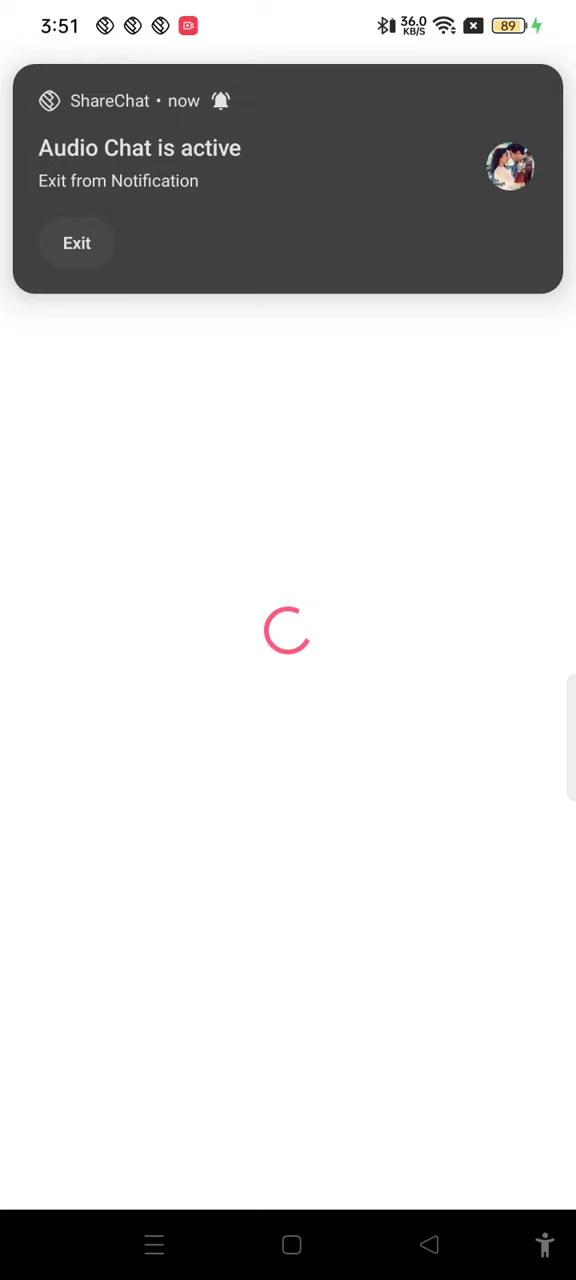 3:51 36.0 KB/S 89
ShareChat • now
Audio Chat is active
Exit from Notification
Exit